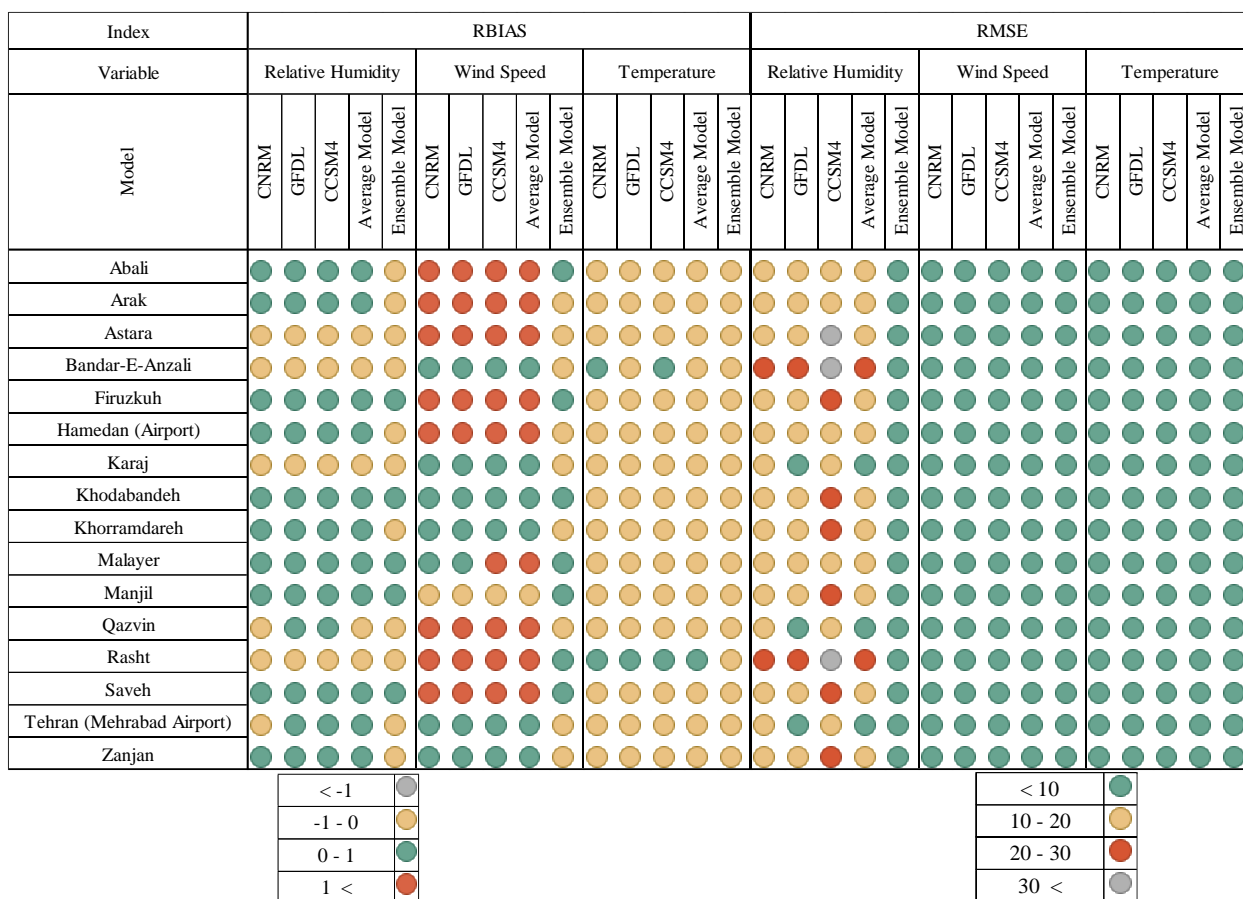 Index RBIAS RMSE
Variable Relative Humidity Wind Speed Temperature Relative Humidity Wind Speed Temperature
Model CNRM GFDL CCSM4 Average Model Ensemble Model CNRM GFDL CCSM4 Average Model Ensemble Model CNRM GFDL CCSM4 Average Model Ensemble Model CNRM GFDL CCSM4 Average Model Ensemble Model CNRM GFDL CCSM4 Average Model Ensemble Model CNRM GFDL CCSM4 Average Model Ensemble Model
Abali
Arak
Astara
Bandar-E-Anzali
Firuzkuh
Hamedan (Airport)
Karaj
Khodabandeh
Khorramdareh
Malayer
Manjil
Qazvin
Rasht
Saveh
Tehran (Mehrabad Airport)
Zanjan
< -1
-1 - 0
0 - 1
1 <
< 10
10 - 20
20 - 30
30 <